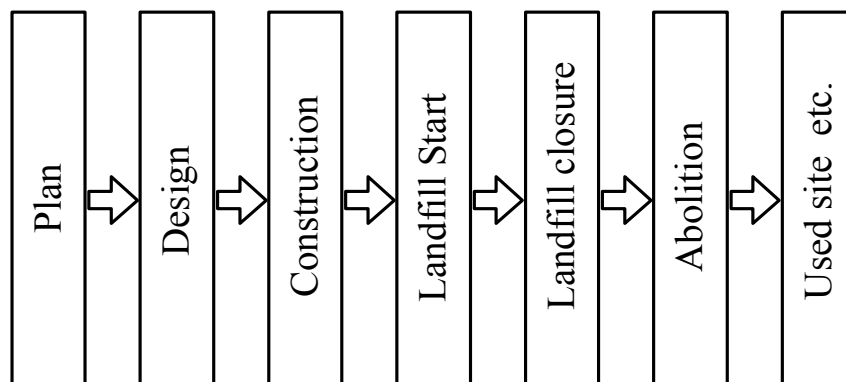 Plan
Design
Construction
Landfill Start
Landfill closure
Abolition
Used site etc.